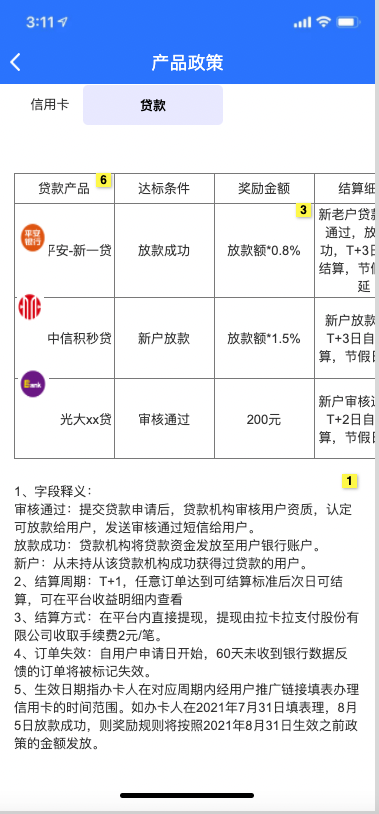 3:11
产品政策
信用卡 贷款
贷款产品 6 达标条件 奖励金额 结算细
3
平安银行
平安-新一贷 放款成功 放款额*0.8%
新老户贷
通过，放
功，T+3日
结算，节假
延
中信积秒贷 新户放款 放款额*1.5%
新户放款
T+3日自
算，节假日
Ebank
光大xx贷 审核通过 200元
新户审核通
T+2日自
算，节假日
1
1、字段释义：
审核通过：提交贷款申请后，贷款机构审核用户资质，认定
可放款给用户，发送审核通过短信给用户。
放款成功：贷款机构将贷款资金发放至用户银行账户。
新户：从未持从该贷款机构成功获得过贷款的用户。
2、结算周期：T+1，任意订单达到可结算标准后次日可结
算，可在平台收益明细内查看
3、结算方式：在平台内直接提现，提现由拉卡拉支付股份有
限公司收取手续费2元/笔。
4、订单失效：自用户申请日开始，60天未收到银行数据反
馈的订单将被标记失效。
5、生效日期指办卡人在对应周期内经用户推广链接填表办理
信用卡的时间范围。如办卡人在2021年7月31日填表理，8月
5日放款成功，则奖励规则将按照2021年8月31日生效之前政
策的金额发放。